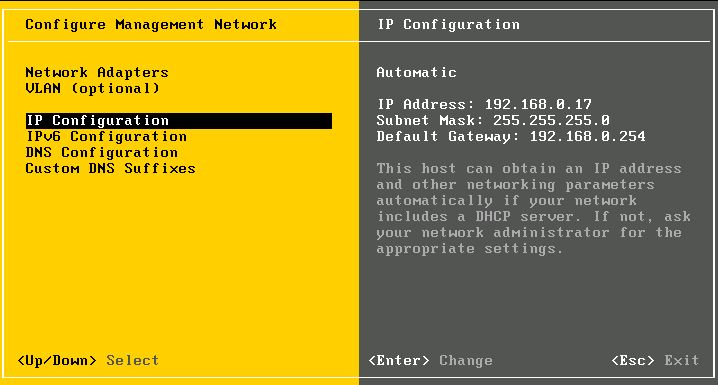 Configure Management Network
Network Adapters
VLAN (optional)
IP Configuration
IPv6 Configuration
DNS Configuration
Custom DNS Suffixes
<Up/Down> Select
IP Configuration
Automatic
IP Address: 192.168.0.17
Subnet Mask: 255.255.255.0
Default Gateway: 192.168.0.254
This host can obtain an IP address
and other networking parameters
automatically if your network
includes a DHCP server. If not, ask
your network administrator for the
appropriate settings.
<Enter> Change
<Esc> Exit